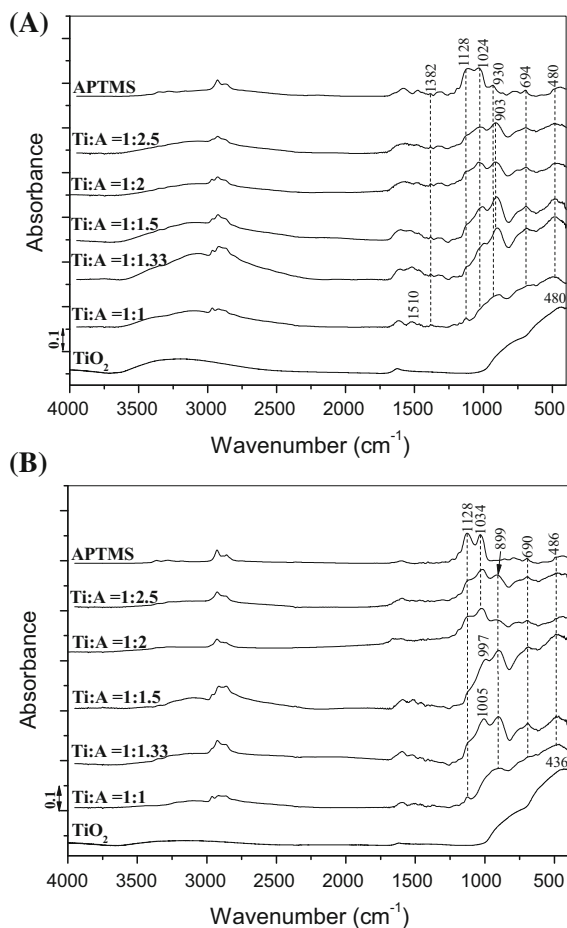 (A)
1382
1128
1024
930
903
694
480
APTMS
Ti:A =1:2.5
Ti:A =1:2
Ti:A =1:1.5
Ti:A =1:1.33
Ti:A =1:1
1510
480
0.1
TiO2
Absorbance
4000 3500 3000 2500 2000 1500 1000 500
Wavenumber (cm-1)
(B)
1128
1034
899
690
486
APTMS
Ti:A =1:2.5
Ti:A =1:2
997
Ti:A =1:1.5
1005
Ti:A =1:1.33
436
Ti:A =1:1
0.1
TiO2
Absorbance
4000 3500 3000 2500 2000 1500 1000 500
Wavenumber (cm-1)